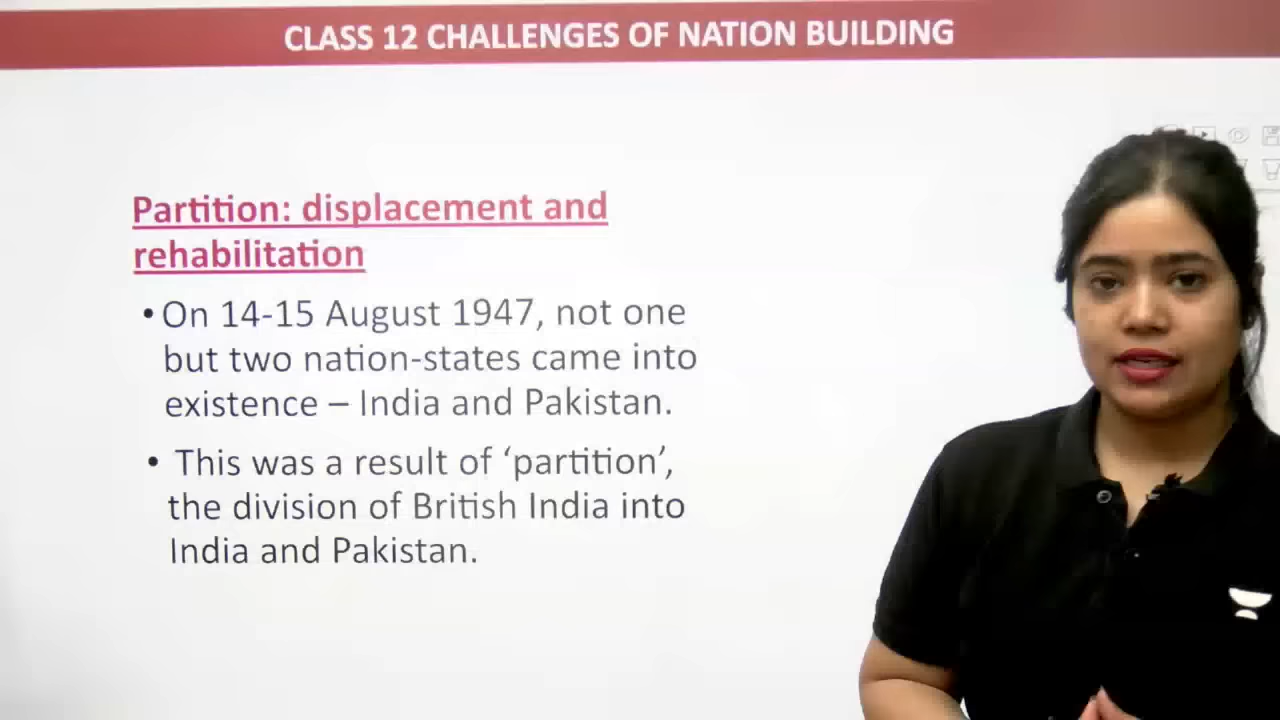 CLASS 12 CHALLENGES OF NATION BUILDING
Partition: displacement and
rehabilitation
• On 14-15 August 1947, not one
but two nation-states came into
existence – India and Pakistan.
• This was a result of ‘partition’,
the division of British India into
India and Pakistan.